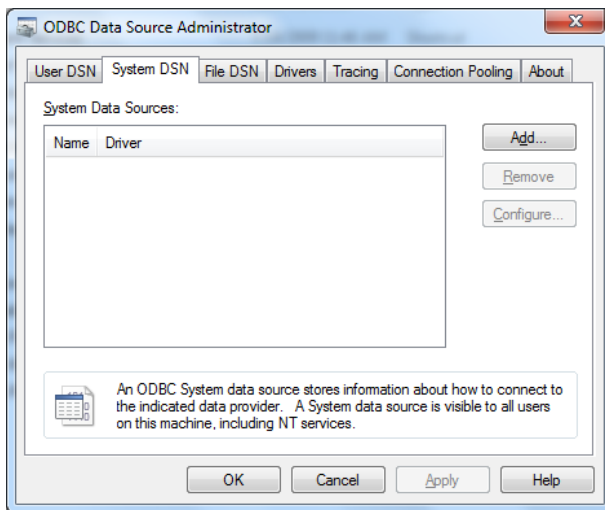 ODBC Data Source Administrator
User DSN System DSN File DSN Drivers Tracing Connection Pooling About
System Data Sources:
Name Driver
Add...
Remove
Configure...
An ODBC System data source stores information about how to connect to
the indicated data provider. A System data source is visible to all users
on this machine, including NT services.
OK Cancel Apply Help